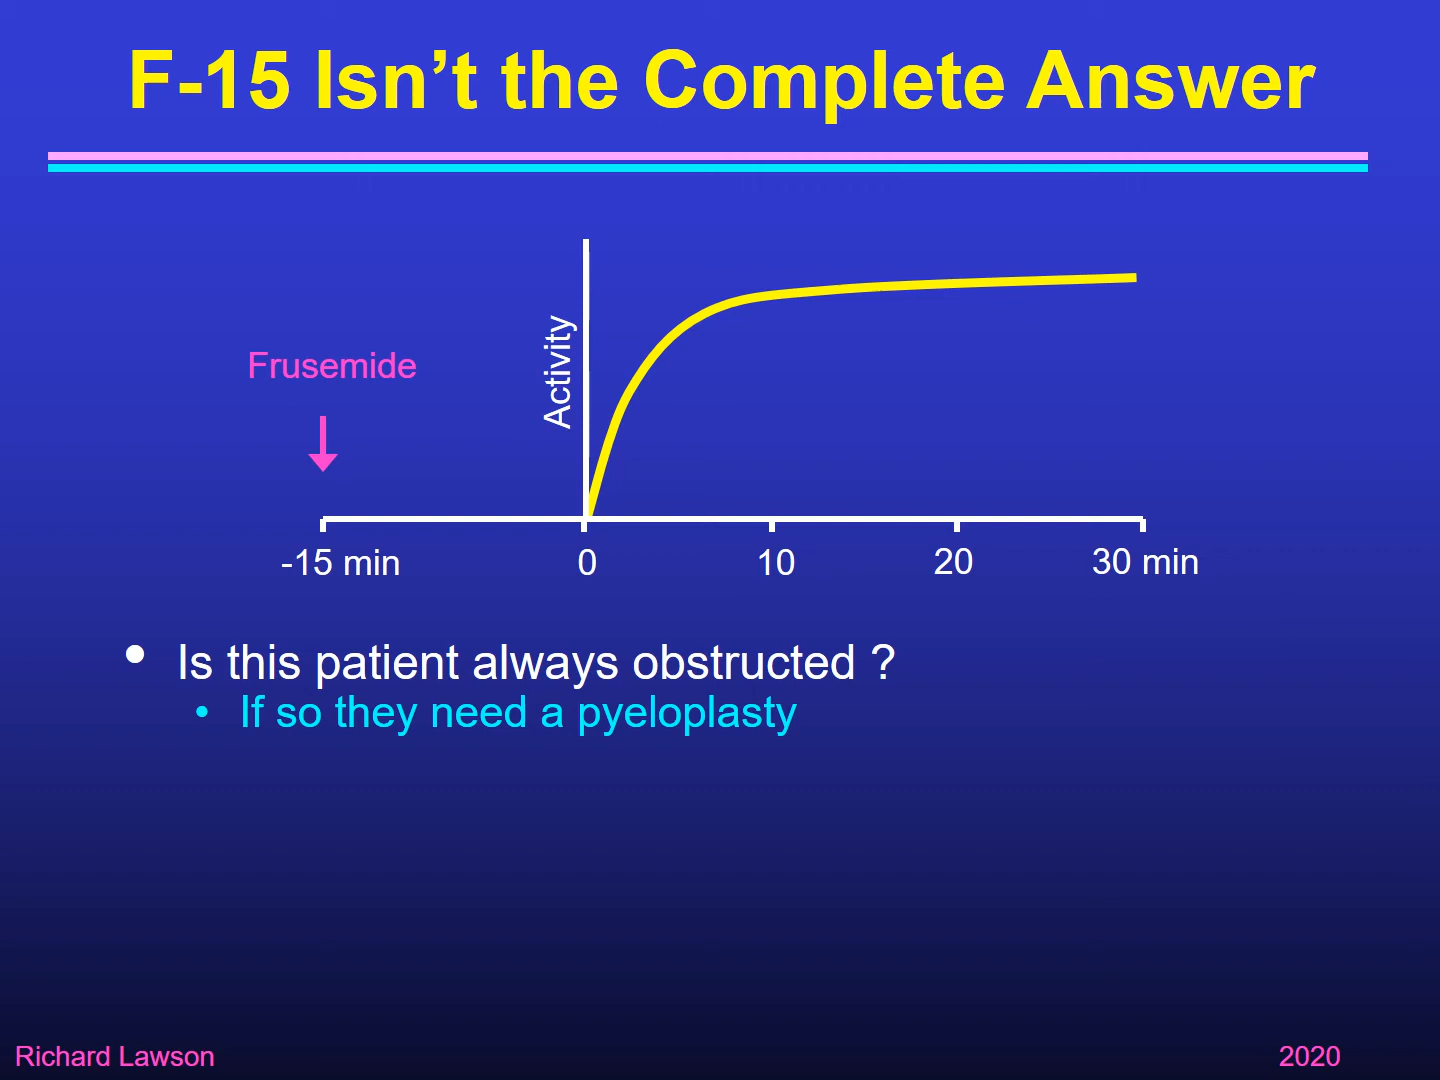 F-15 Isn’t the Complete Answer
Activity
Frusemide
-15 min
0
10
20
30 min
• Is this patient always obstructed ?
• If so they need a pyeloplasty
Richard Lawson
2020